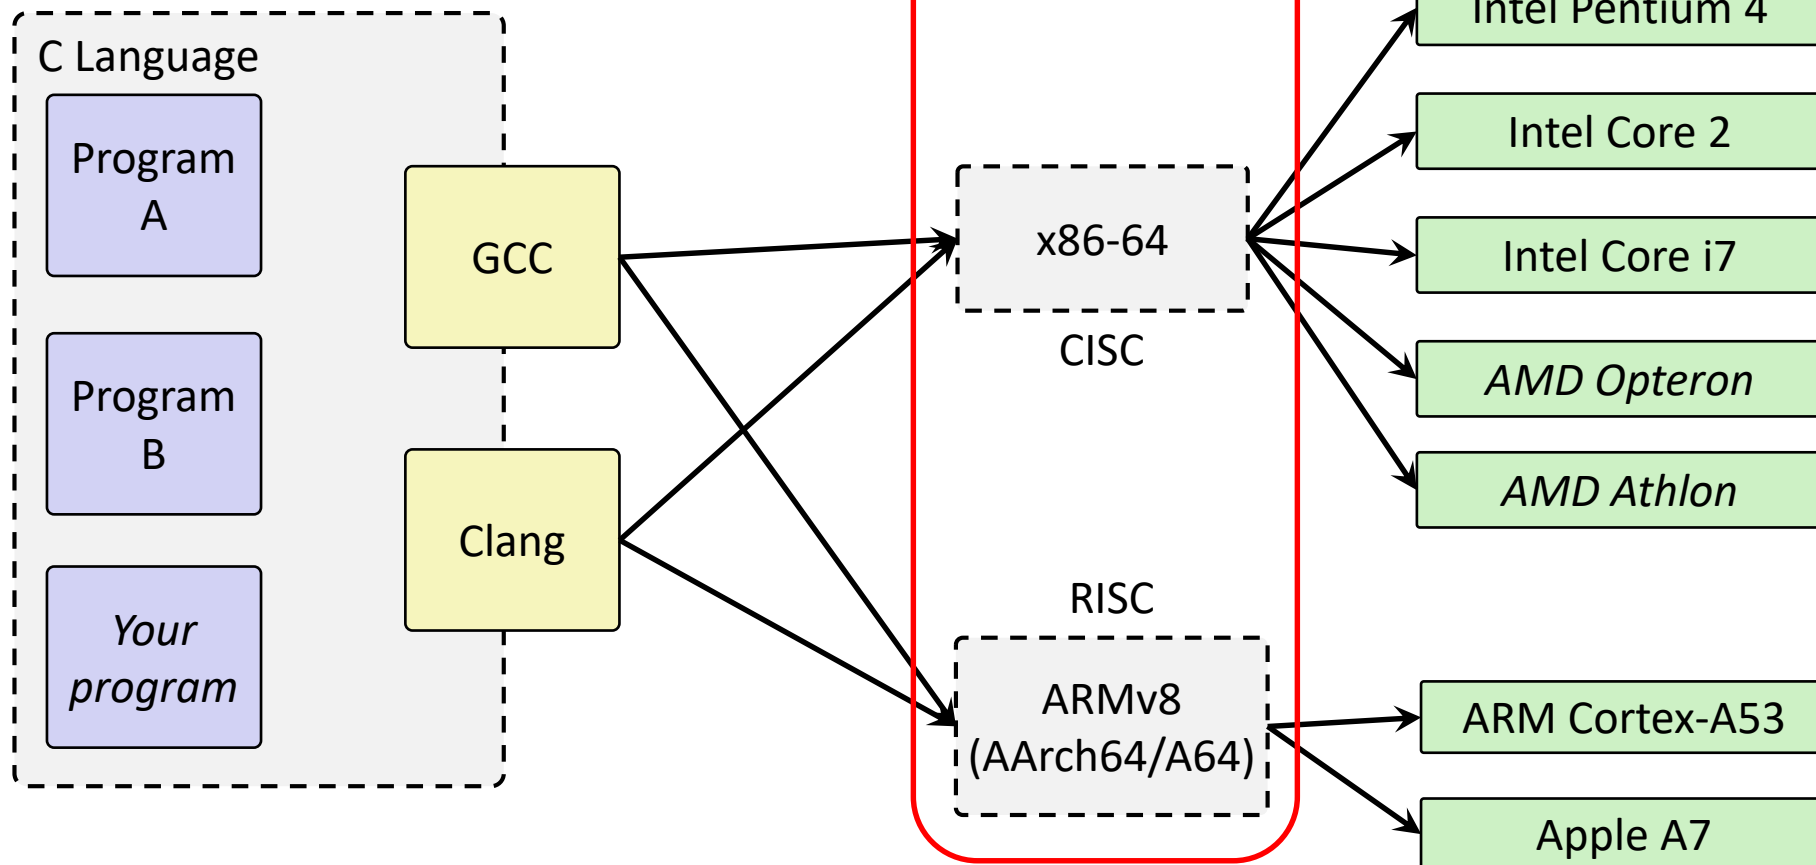 C Language
Program
A
Program
B
Your
program
GCC
Clang
x86-64
CISC
RISC
ARMv8
(AArch64/A64)
Intel Pentium 4
Intel Core 2
Intel Core i7
AMD Opteron
AMD Athlon
ARM Cortex-A53
Apple A7